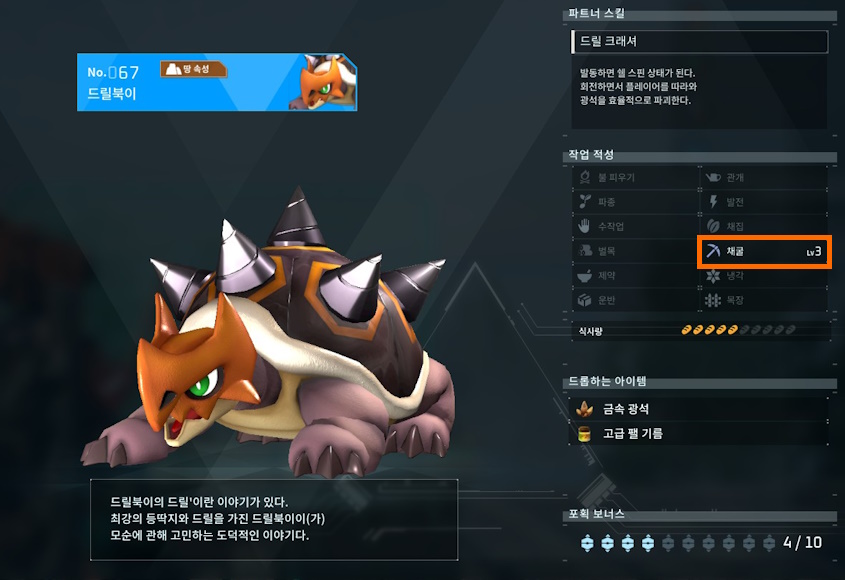 No.067
땅 속성
드릴북이
드릴북이의 드릴'이란 이야기가 있다.
최강의 등딱지와 드릴을 가진 드릴북이이(가)
모순에 관해 고민하는 도덕적인 이야기다.
파트너 스킬
드릴 크래셔
발동하면 쉘 스핀 상태가 된다.
회전하면서 플레이어를 따라와
광석을 효율적으로 파괴한다.
작업 적성
불 피우기
관개
파종
발전
수작업
채집
벌목
채굴 Lv3
제약
냉각
운반
목장
식사량
드롭하는 아이템
금속 광석
고급 팰 기름
포획 보너스
4 / 10